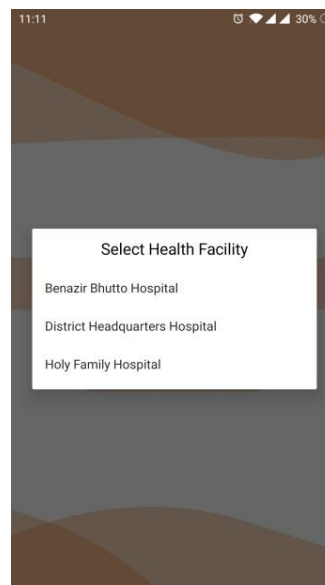 11:11 30%
Select Health Facility
Benazir Bhutto Hospital
District Headquarters Hospital
Holy Family Hospital